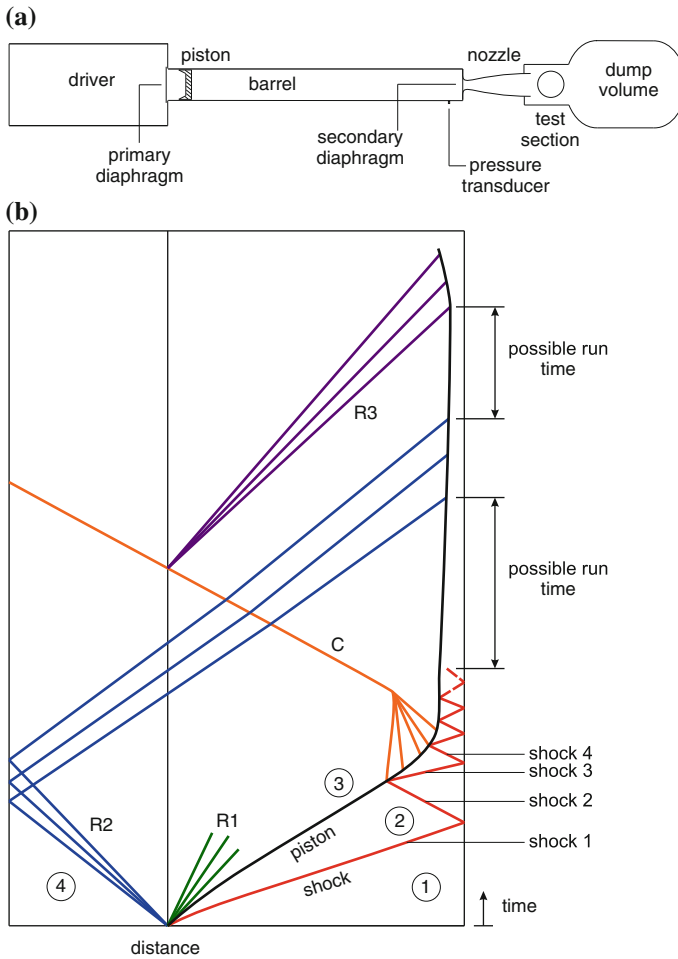 (a)
piston
nozzle
driver
barrel
dump
volume
primary
diaphragm
secondary
diaphragm
test
section
pressure
transducer
(b)
possible run
time
R3
possible run
time
C
shock 4
shock 3
3
shock 2
R1
2
R2
piston
shock 1
shock
4
1
time
distance